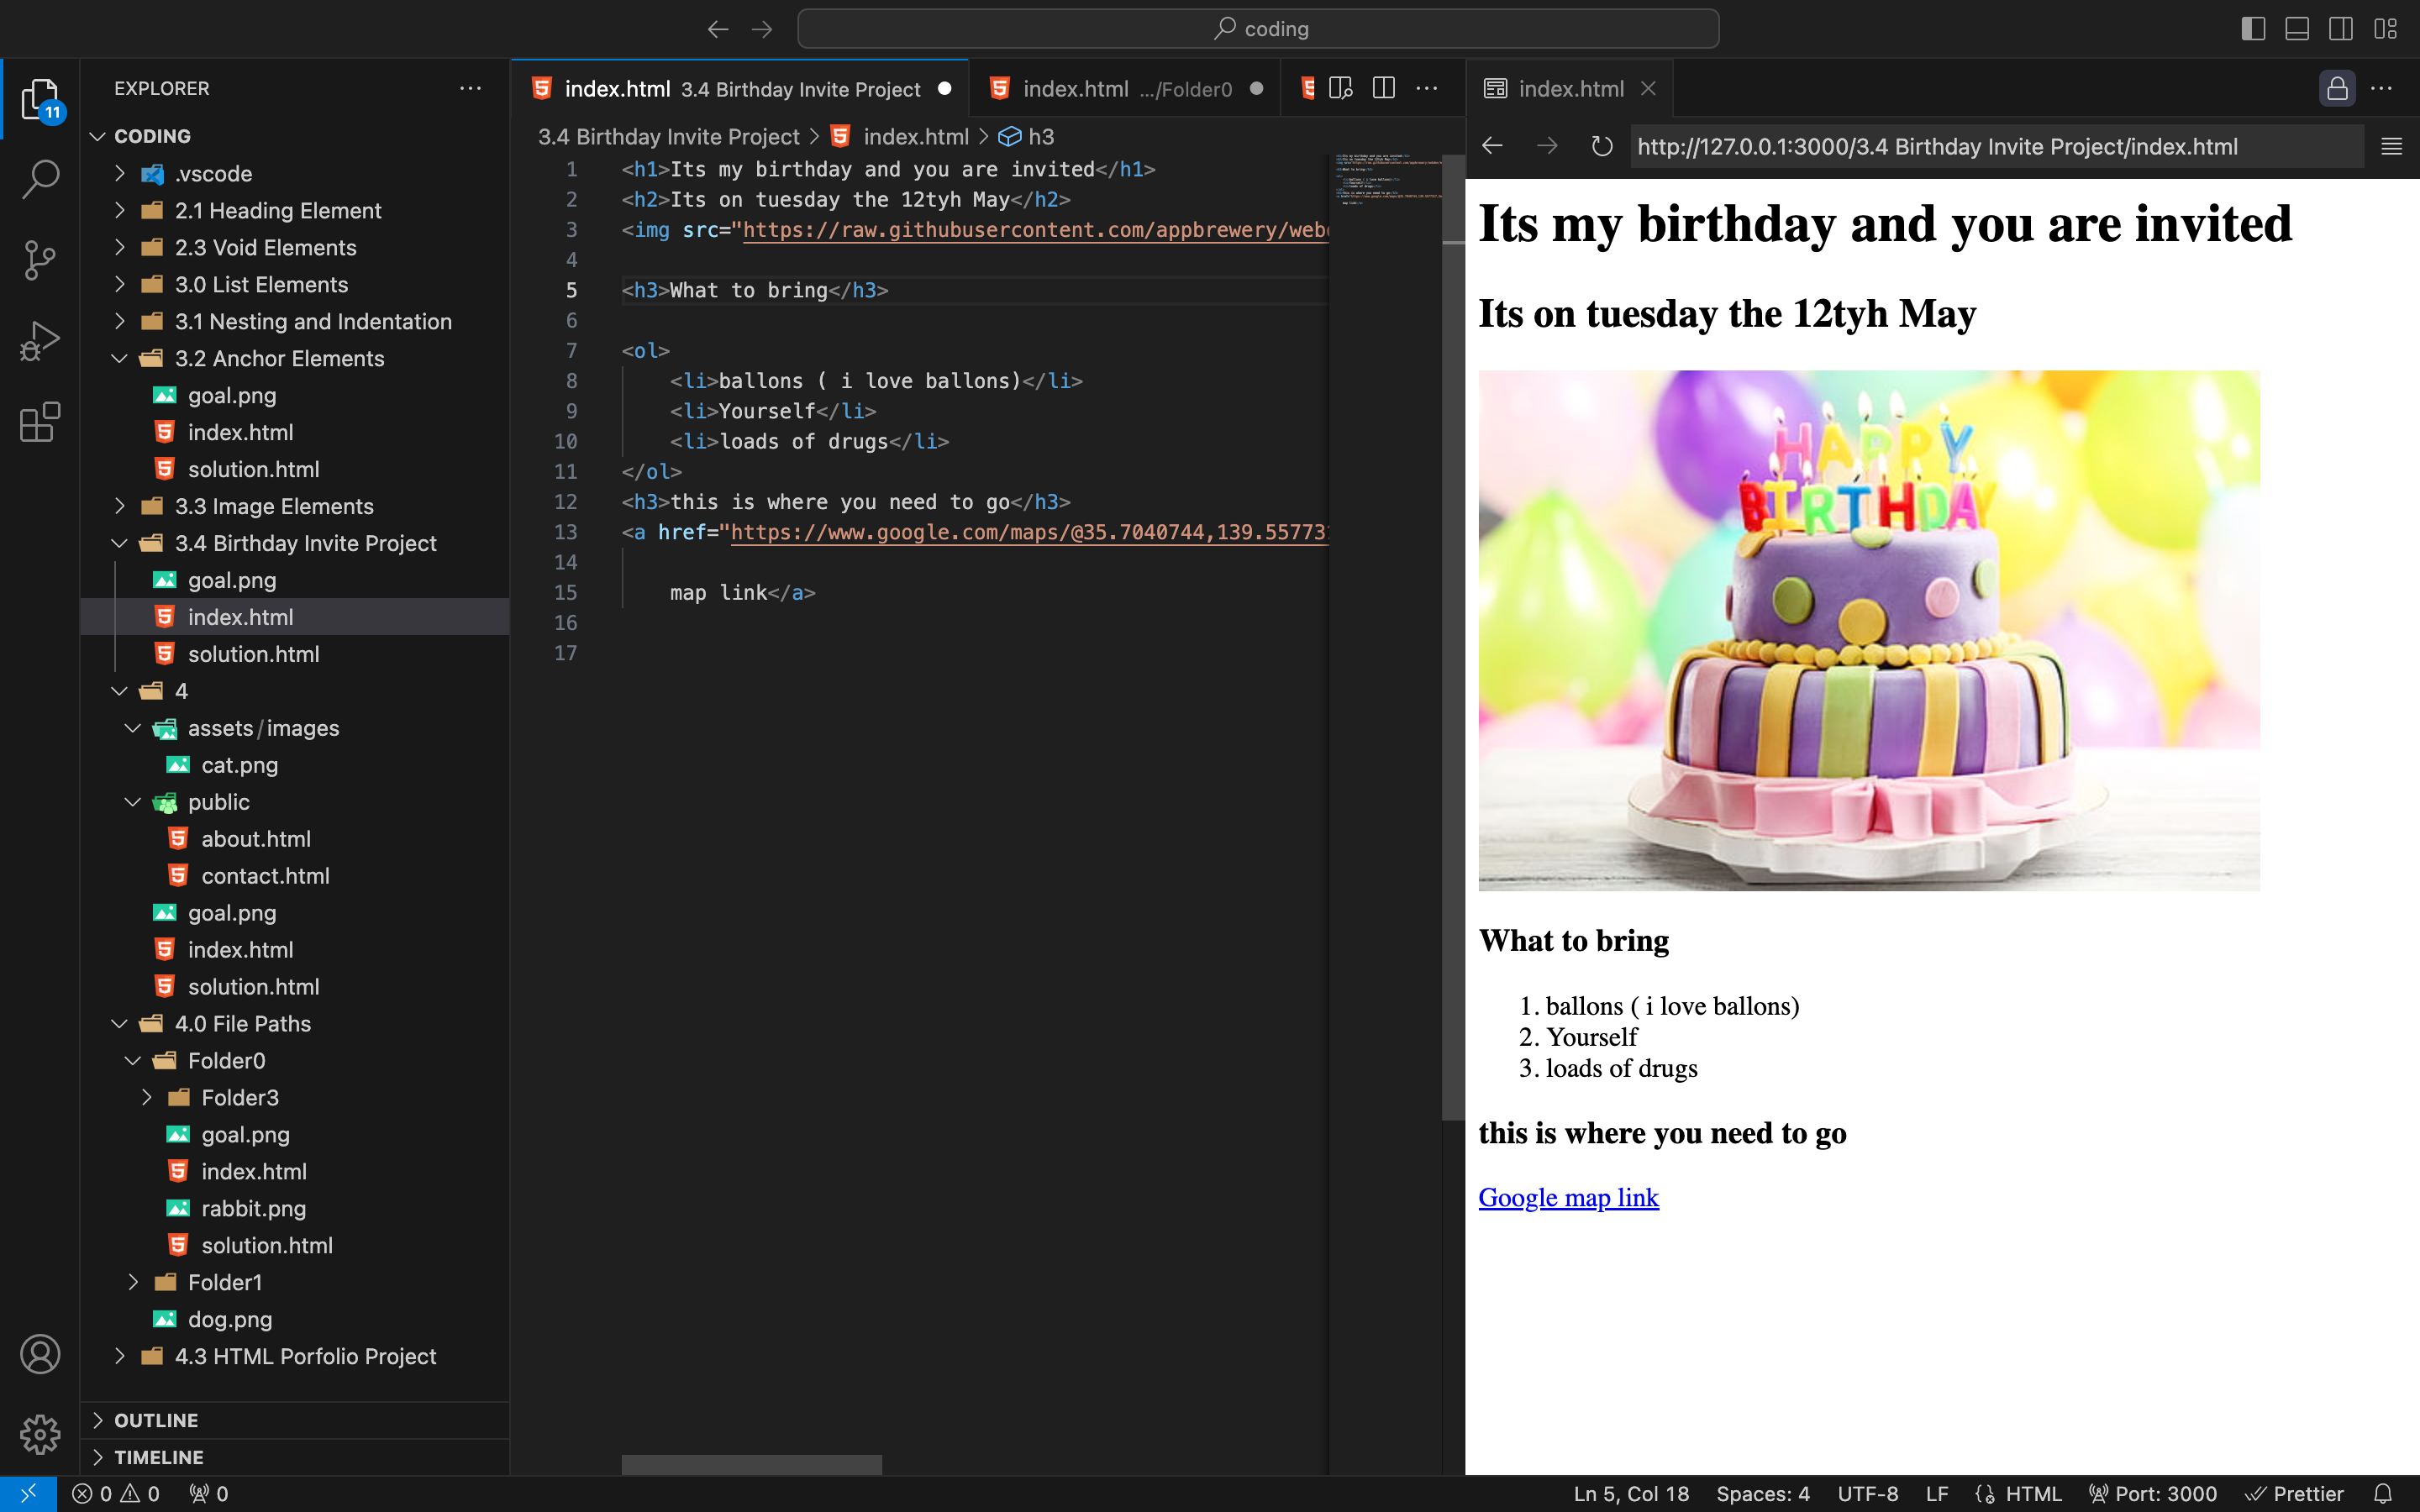 coding
EXPLORER
CODING
.vscode
2.1 Heading Element
2.3 Void Elements
3.0 List Elements
3.1 Nesting and Indentation
3.2 Anchor Elements
goal.png
index.html
solution.html
3.3 Image Elements
3.4 Birthday Invite Project
goal.png
index.html
solution.html
4
assets/images
cat.png
public
about.html
contact.html
goal.png
index.html
solution.html
4.0 File Paths
Folder0
Folder3
goal.png
index.html
rabbit.png
solution.html
Folder1
dog.png
4.3 HTML Porfolio Project
OUTLINE
TIMELINE
11
index.html 3.4 Birthday Invite Project
index.html .../Folder0
3.4 Birthday Invite Project > index.html > h3
1 <h1>Its my birthday and you are invited</h1>
2 <h2>Its on tuesday the 12tyh May</h2>
3 <img src="https://raw.githubusercontent.com/appbrewery/web
4
5 <h3>What to bring</h3>
6
7 <ol>
8 <li>ballons ( i love ballons)</li>
9 <li>Yourself</li>
10 <li>loads of drugs</li>
11 </ol>
12 <h3>this is where you need to go</h3>
13 <a href="https://www.google.com/maps/@35.7040744,139.55773
14
15 map link</a>
16
17
index.html
http://127.0.0.1:3000/3.4 Birthday Invite Project/index.html
Its my birthday and you are invited
Its on tuesday the 12tyh May
HAPPY
BIRTHDAY
What to bring
1. ballons ( i love ballons)
2. Yourself
3. loads of drugs
this is where you need to go
Google map link
0 0 0
Ln 5, Col 18 Spaces: 4 UTF-8 LF HTML Port: 3000 Prettier